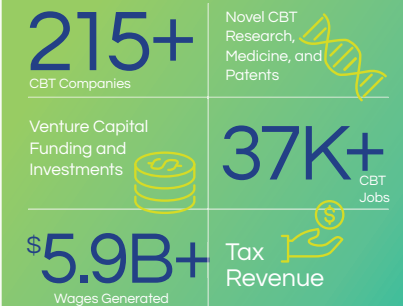 215+
CBT Companies
Novel CBT
Research,
Medicine, and
Patents
Venture Capital
Funding and
Investments
37K+
CBT
Jobs
$5.9B+
Wages Generated
Tax
Revenue